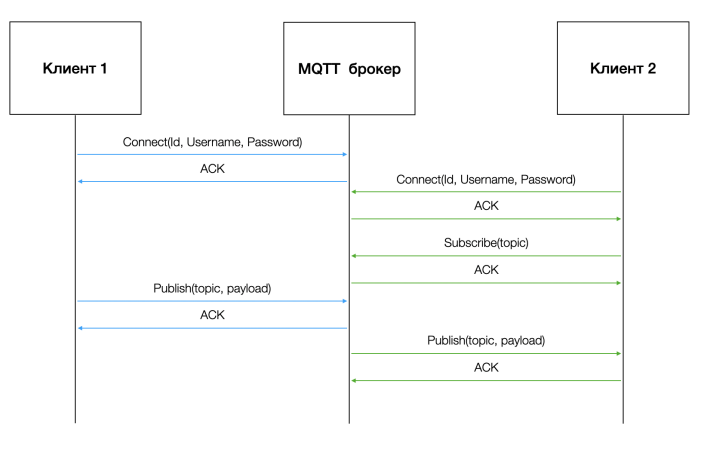 Клиент 1
MQTT брокер
Клиент 2
Connect(Id, Username, Password)
ACK
Connect(Id, Username, Password)
ACK
Subscribe(topic)
ACK
Publish(topic, payload)
ACK
Publish(topic, payload)
ACK